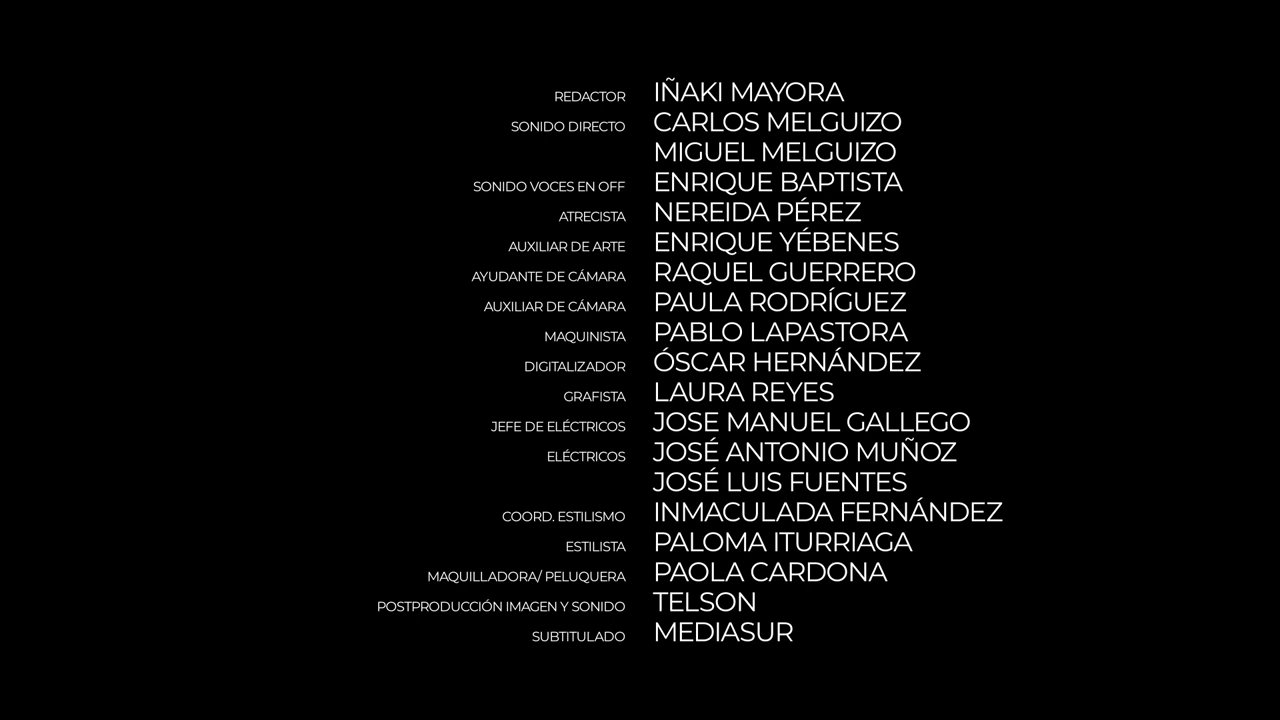 REDACTOR IÑAKI MAYORA
SONIDO DIRECTO CARLOS MELGUIZO
MIGUEL MELGUIZO
SONIDO VOCES EN OFF ENRIQUE BAPTISTA
ATRECISTA NEREIDA PÉREZ
AUXILIAR DE ARTE ENRIQUE YÉBENES
AYUDANTE DE CÁMARA RAQUEL GUERRERO
AUXILIAR DE CÁMARA PAULA RODRÍGUEZ
MAQUINISTA PABLO LAPASTORA
DIGITALIZADOR ÓSCAR HERNÁNDEZ
GRAFISTA LAURA REYES
JEFE DE ELÉCTRICOS JOSE MANUEL GALLEGO
ELÉCTRICOS JOSÉ ANTONIO MUÑOZ
JOSÉ LUIS FUENTES
COORD. ESTILISMO INMACULADA FERNÁNDEZ
ESTILISTA PALOMA ITURRIAGA
MAQUILLADORA/ PELUQUERA PAOLA CARDONA
POSTPRODUCCIÓN IMAGEN Y SONIDO TELSON
SUBTITULADO MEDIASUR